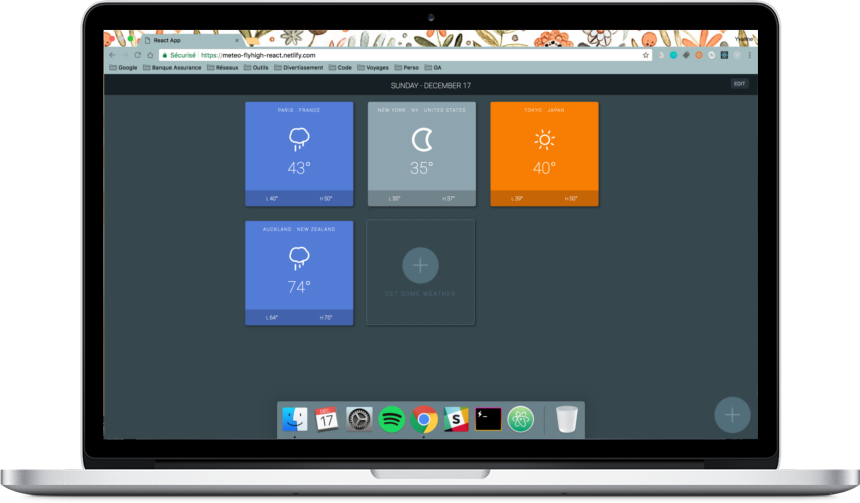 React App
Yveline
Sécurisé | https://meteo-flyhigh-react.netlify.com
Google Banque Assurance Réseaux Outils Divertissement Code Voyages Perso GA
SUNDAY - DECEMBER 17
EDIT
PARIS - FRANCE
43°
L 40° H 50°
NEW YORK - NY - UNITED STATES
35°
H 37°
TOKYO - JAPAN
40°
L 39° H 50°
AUCKLAND - NEW ZEALAND
74°
L 64° H 75°
GET SOME WEATHER
DEC
17
S